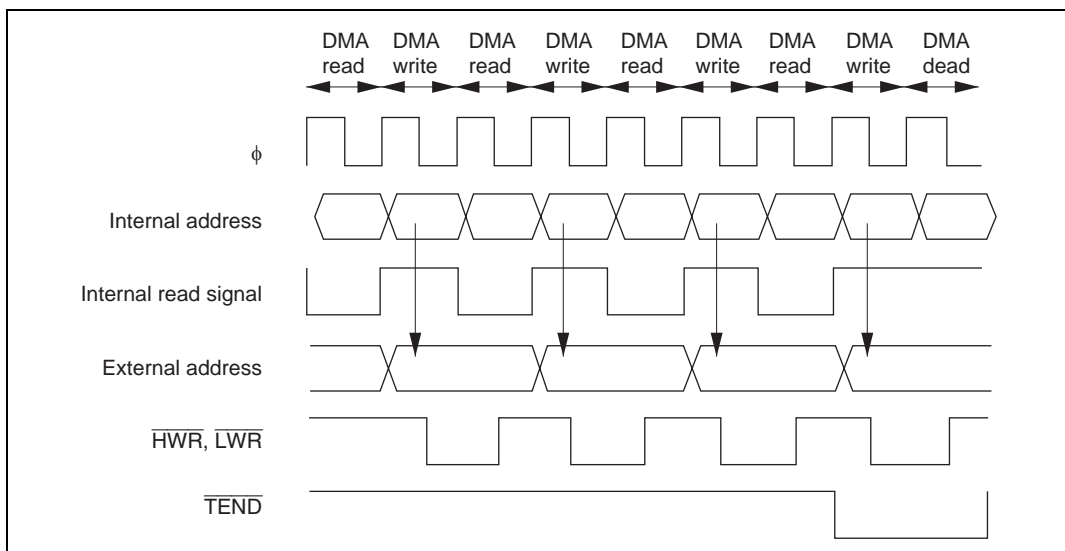 DMA DMA DMA DMA DMA DMA DMA DMA DMA
read write read write read write read write dead
ϕ
Internal address
Internal read signal
External address
HWR, LWR
TEND